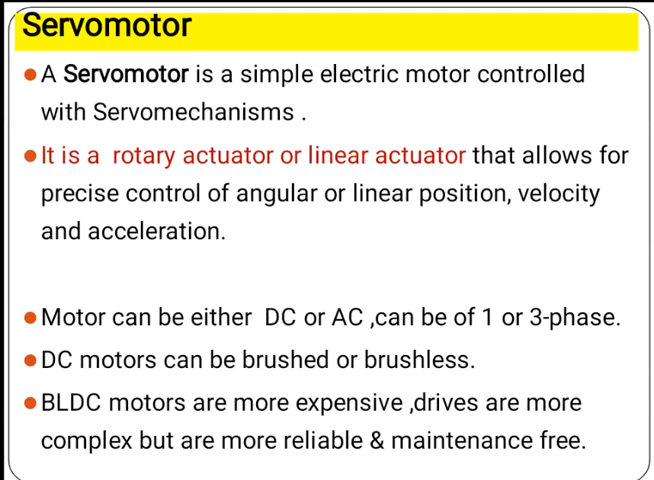 Servomotor
● A Servomotor is a simple electric motor controlled
with Servomechanisms .
● It is a rotary actuator or linear actuator that allows for
precise control of angular or linear position, velocity
and acceleration.
● Motor can be either DC or AC ,can be of 1 or 3-phase.
● DC motors can be brushed or brushless.
● BLDC motors are more expensive ,drives are more
complex but are more reliable & maintenance free.